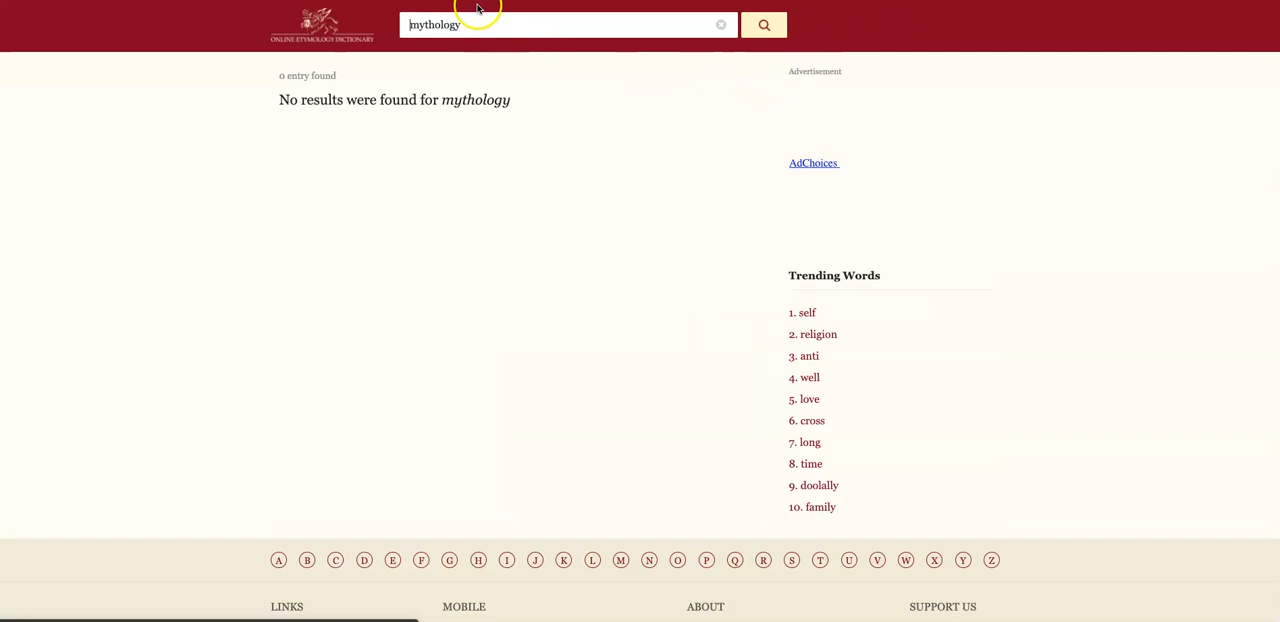 ONLINE ETYMOLOGY DICTIONARY
mythology
0 entry found
No results were found for mythology
Advertisement
AdChoices
Trending Words
1. self
2. religion
3. anti
4. well
5. love
6. cross
7. long
8. time
9. doolally
10. family
A B C D E F G H I J K L M N O P Q R S T U V W X Y Z
LINKS MOBILE ABOUT SUPPORT US